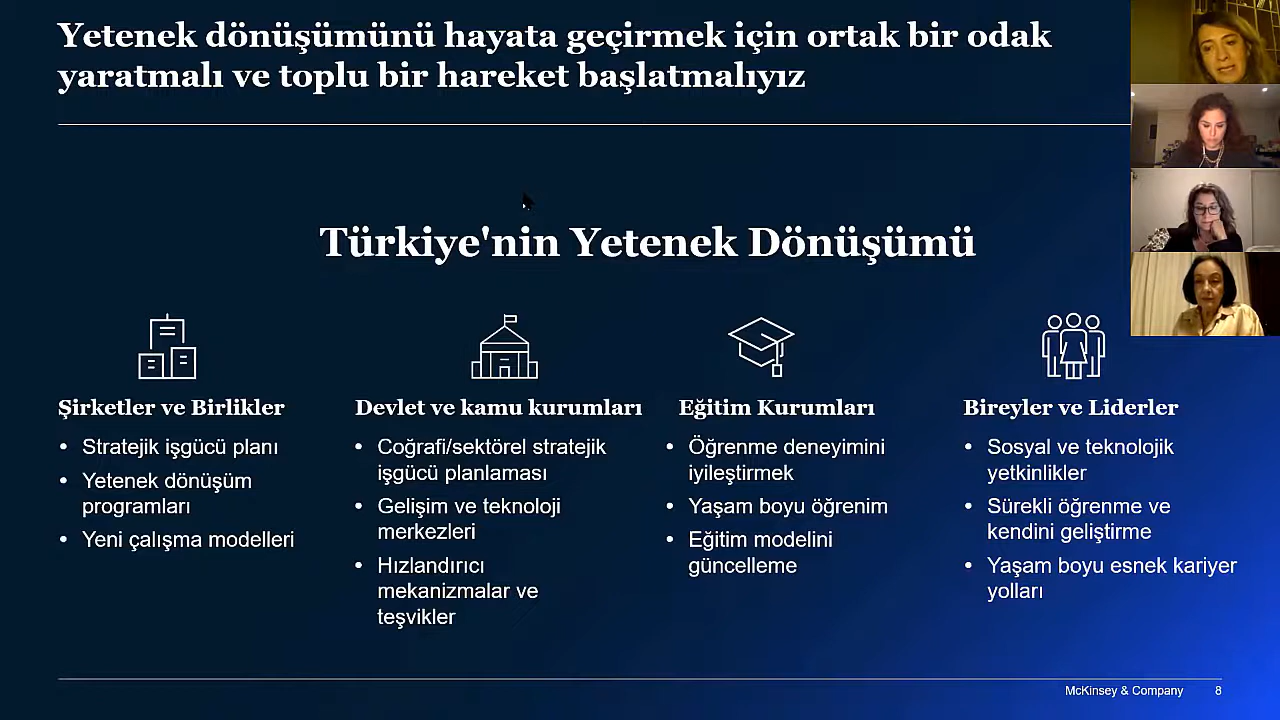 Yetenek dönüşümünü hayata geçirmek için ortak bir odak
yaratmalı ve toplu bir hareket başlatmalıyız
Türkiye'nin Yetenek Dönüşümü
Şirketler ve Birlikler
• Stratejik işgücü planı
• Yetenek dönüşüm
programları
• Yeni çalışma modelleri
Devlet ve kamu kurumları
• Coğrafi/sektörel stratejik
işgücü planlaması
• Gelişim ve teknoloji
merkezleri
• Hızlandırıcı
mekanizmalar ve
teşvikler
Eğitim Kurumları
• Öğrenme deneyimini
iyileştirmek
• Yaşam boyu öğrenim
• Eğitim modelini
güncelleme
Bireyler ve Liderler
• Sosyal ve teknolojik
yetkinlikler
• Sürekli öğrenme ve
kendini geliştirme
• Yaşam boyu esnek kariyer
yolları
McKinsey & Company 8